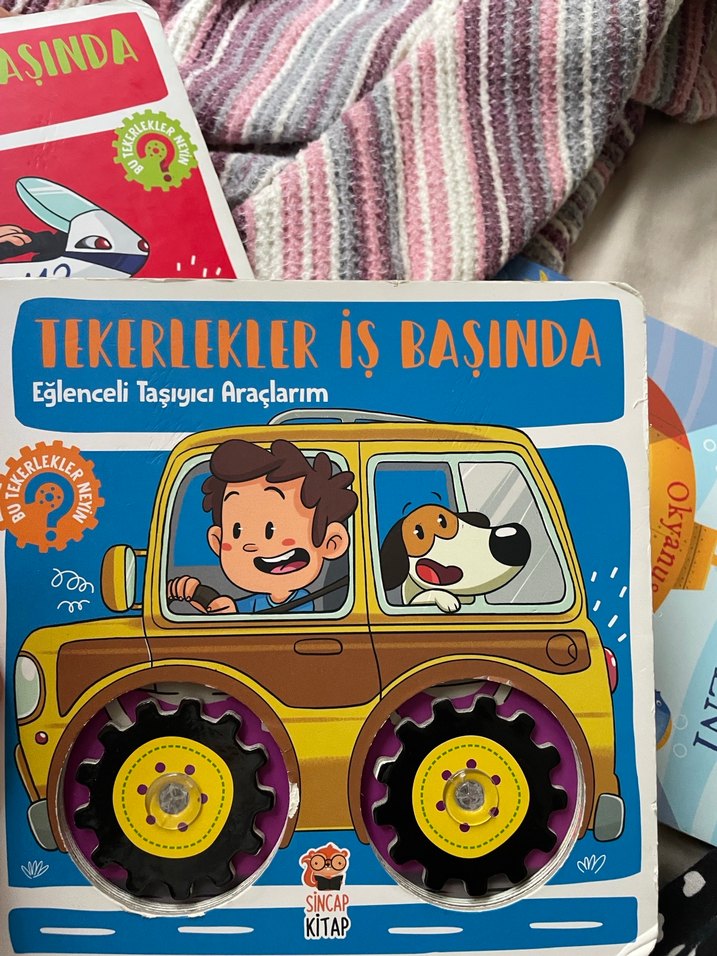 AŞINDA
BU TEKERLEKLER NEYİN ?
TEKERLEKLER İŞ BAŞINDA
Eğlenceli Taşıyıcı Araçlarım
BU TEKERLEKLER NEYİN ?
Okyanus
SİNCAP
KİTAP